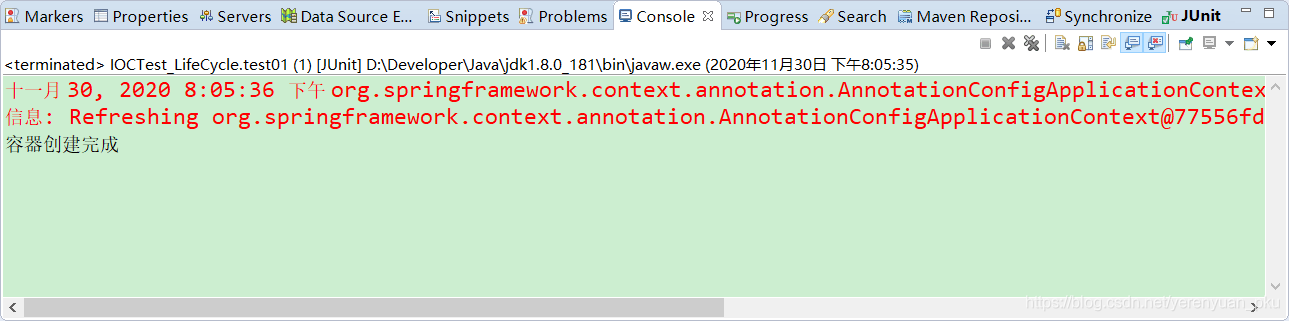 Markers Properties Servers Data Source E... Snippets Problems Console Progress Search Maven Reposi... Synchronize JUnit
<terminated> IOCTest_LifeCycle.test01 (1) [JUnit] D:\Developer\Java\jdk1.8.0_181\bin\javaw.exe (2020年11月30日 下午8:05:35)
十一月 30, 2020 8:05:36 下午 org.springframework.context.annotation.AnnotationConfigApplicationContex
信息: Refreshing org.springframework.context.annotation.AnnotationConfigApplicationContext@77556fd
容器创建完成
https://blog.csdn.net/yerenyuan_pku